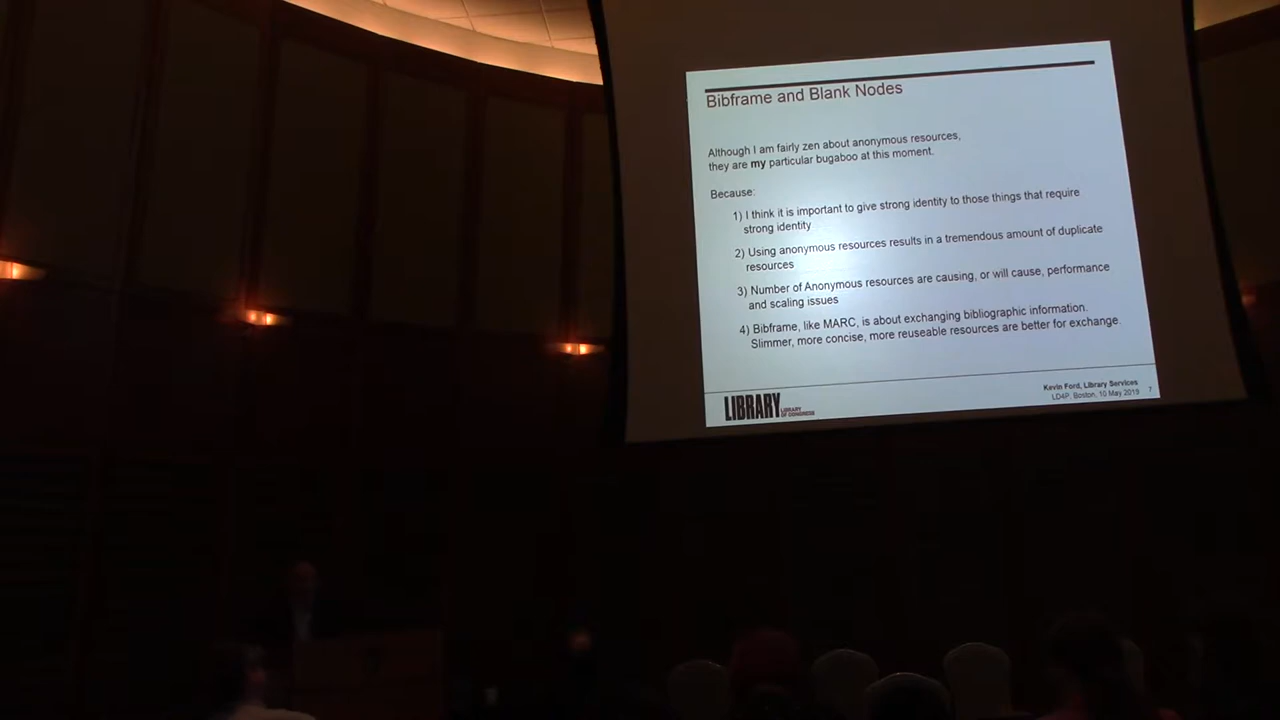 Bibframe and Blank Nodes
Although I am fairly zen about anonymous resources,
they are my particular bugaboo at this moment.
Because:
1) I think it is important to give strong identity to those things that require
strong identity
2) Using anonymous resources results in a tremendous amount of duplicate
resources
3) Number of Anonymous resources are causing, or will cause, performance
and scaling issues
4) Bibframe, like MARC, is about exchanging bibliographic information.
Slimmer, more concise, more reuseable resources are better for exchange.
LIBRARY
LIBRARY
OF CONGRESS
Kevin Ford, Library Services
LD4P, Boston, 10 May 2019 7